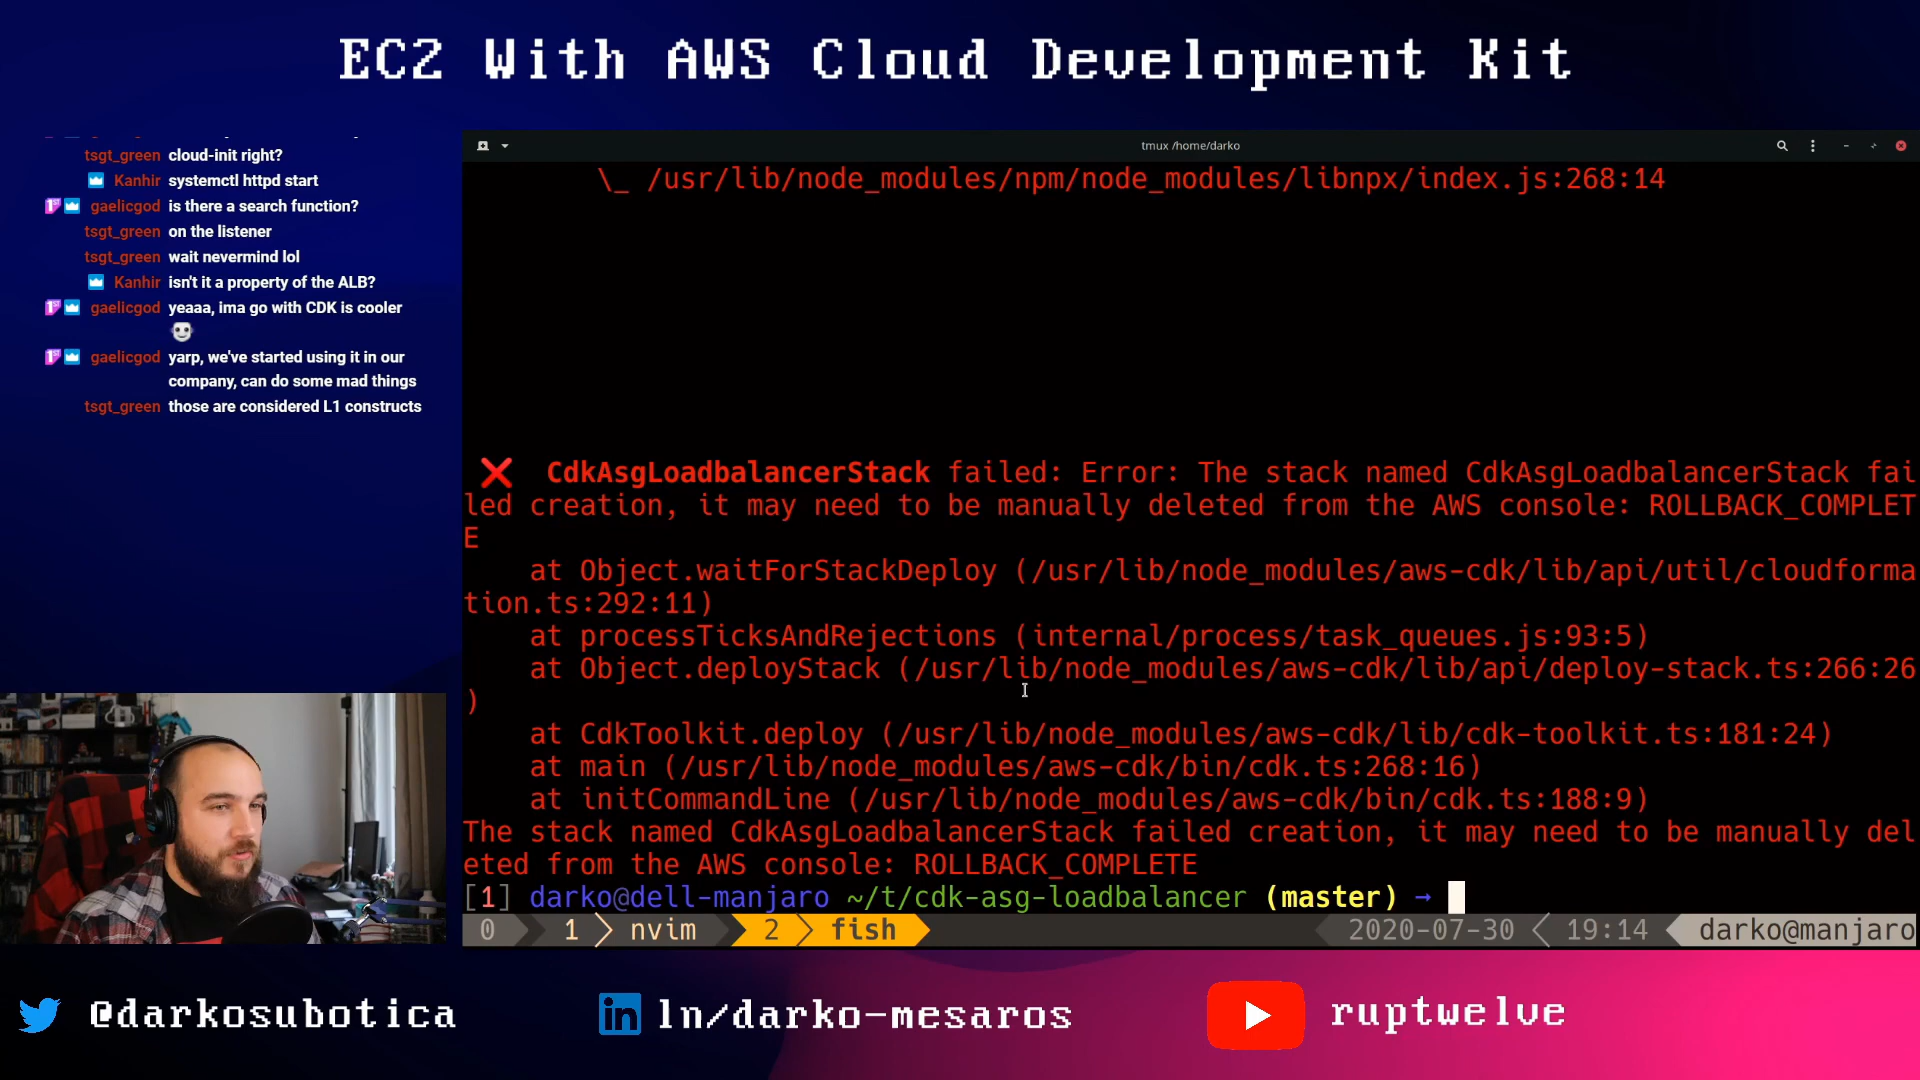 EC2 With AWS Cloud Development Kit
tsgt_green cloud-init right?
Kanhir systemctl httpd start
gaelicgod is there a search function?
tsgt_green on the listener
tsgt_green wait nevermind lol
Kanhir isn't it a property of the ALB?
gaelicgod yeaaa, ima go with CDK is cooler
gaelicgod yarp, we've started using it in our
company, can do some mad things
tsgt_green those are considered L1 constructs
tmux /home/darko
\_ /usr/lib/node_modules/npm/node_modules/libnpx/index.js:268:14
❌ CdkAsgLoadbalancerStack failed: Error: The stack named CdkAsgLoadbalancerStack fai
led creation, it may need to be manually deleted from the AWS console: ROLLBACK_COMPLET
E
at Object.waitForStackDeploy (/usr/lib/node_modules/aws-cdk/lib/api/util/cloudforma
tion.ts:292:11)
at processTicksAndRejections (internal/process/task_queues.js:93:5)
at Object.deployStack (/usr/lib/node_modules/aws-cdk/lib/api/deploy-stack.ts:266:26
)
at CdkToolkit.deploy (/usr/lib/node_modules/aws-cdk/lib/cdk-toolkit.ts:181:24)
at main (/usr/lib/node_modules/aws-cdk/bin/cdk.ts:268:16)
at initCommandLine (/usr/lib/node_modules/aws-cdk/bin/cdk.ts:188:9)
The stack named CdkAsgLoadbalancerStack failed creation, it may need to be manually del
eted from the AWS console: ROLLBACK_COMPLETE
[1] darko@dell-manjaro ~/t/cdk-asg-loadbalancer (master) →
0 1 nvim 2 fish 2020-07-30 19:14 darko@manjaro
@darkosubotica
in ln/darko-mesaros
ruptwelve